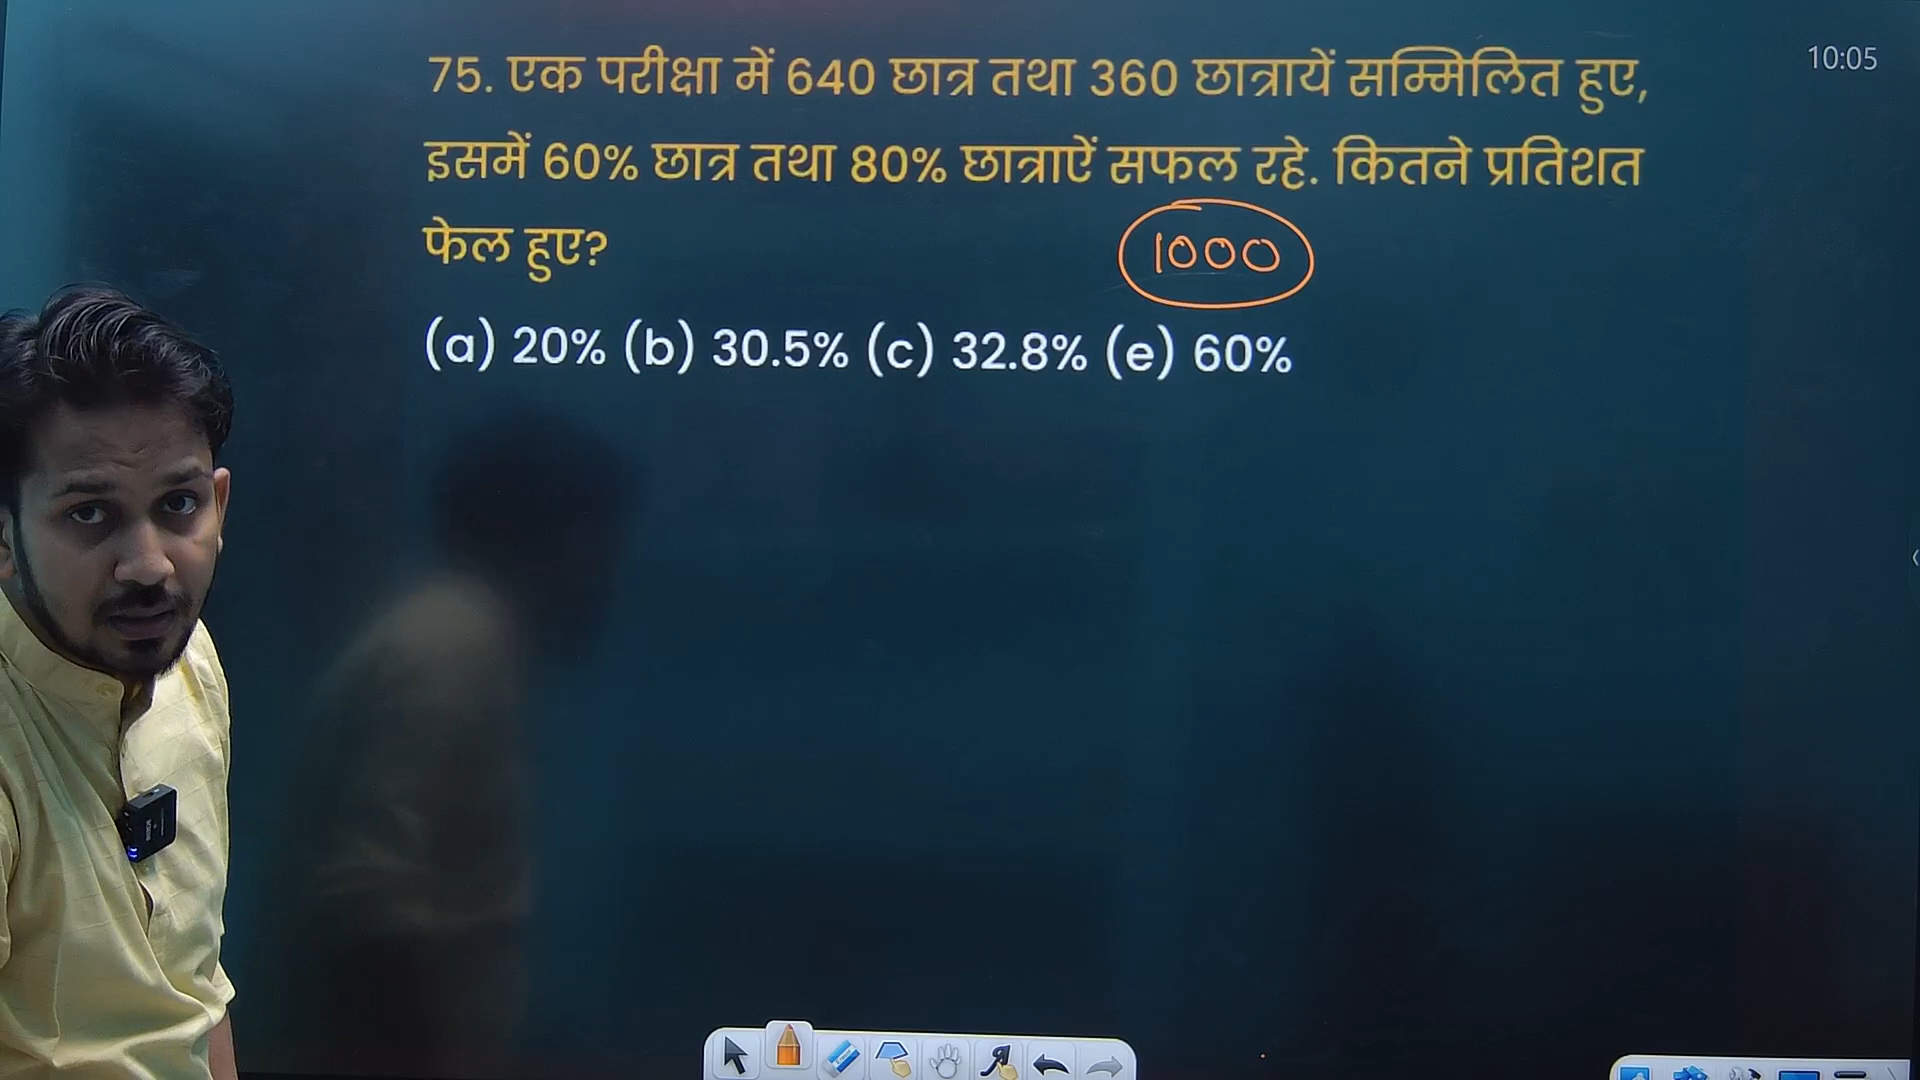 10:05
75. एक परीक्षा में 640 छात्र तथा 360 छात्रायें सम्मिलित हुए,
इसमें 60% छात्र तथा 80% छात्राऐं सफल रहे. कितने प्रतिशत
फेल हुए?
1000
(a) 20% (b) 30.5% (c) 32.8% (e) 60%